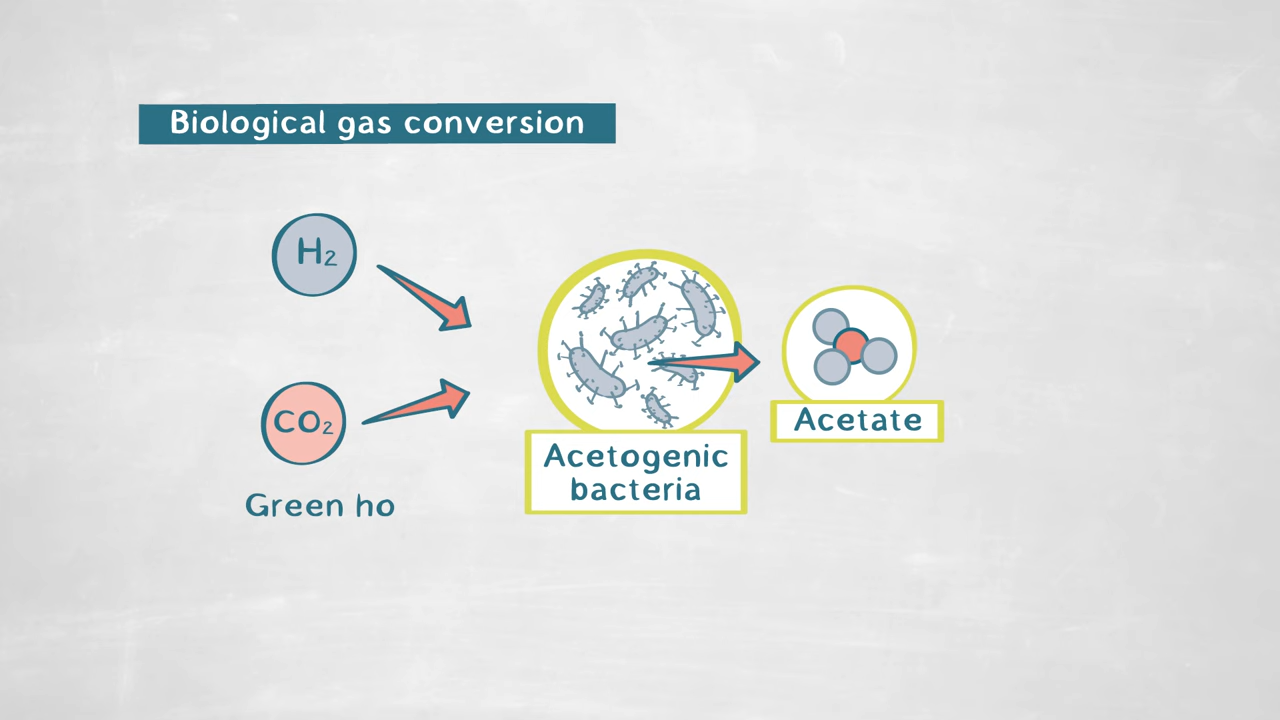 Biological gas conversion
H₂
CO₂
Green ho
Acetogenic
bacteria
Acetate